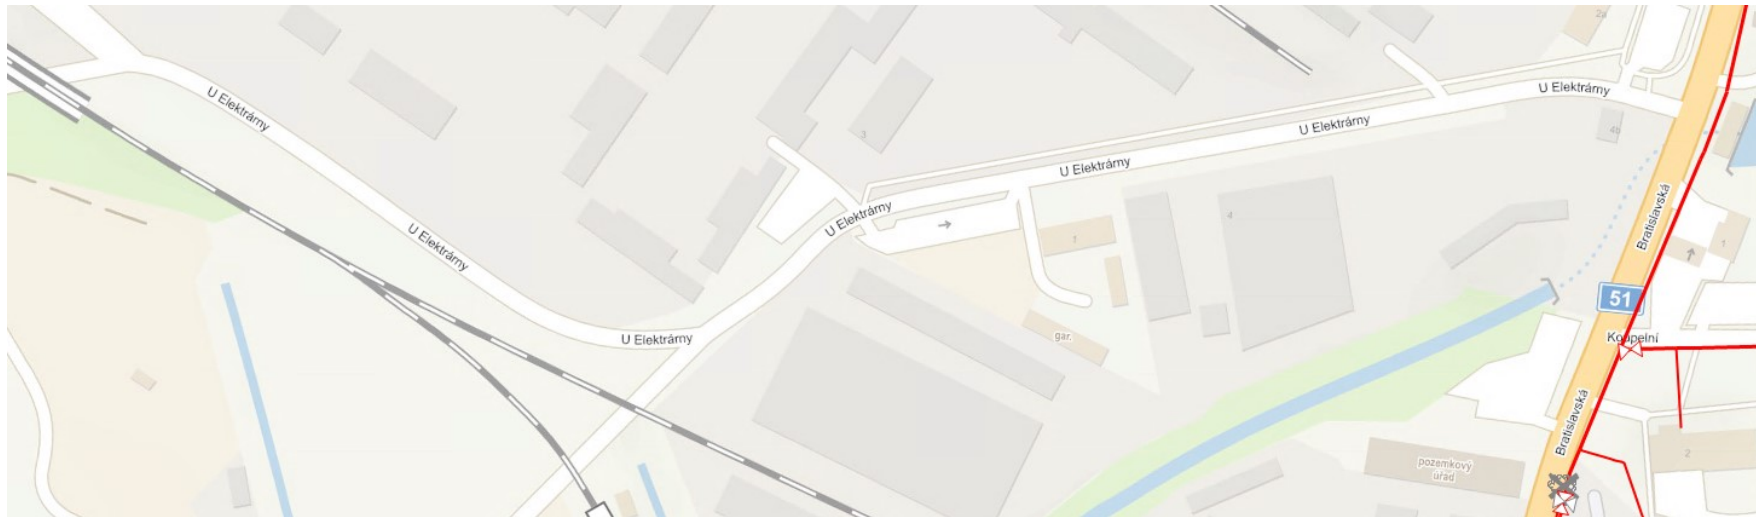 2a
U Elektrárny
U Elektrárny
U Elektrárny
3
4b
U Elektrárny
U Elektrárny
4
Bratislavská
U Elektrárny
1
1
51
U Elektrárny
gar.
Koupelní
Bratislavská
2
pozemkový
úřad